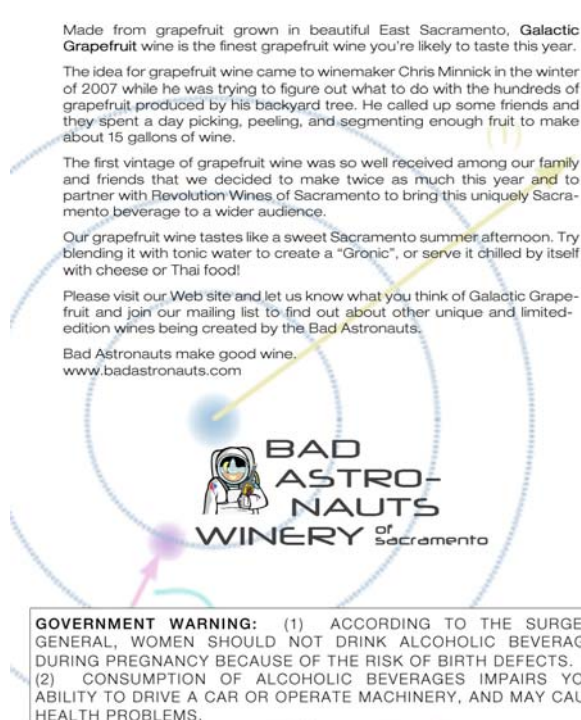 Made from grapefruit grown in beautiful East Sacramento, Galactic
Grapefruit wine is the finest grapefruit wine you're likely to taste this year.
The idea for grapefruit wine came to winemaker Chris Minnick in the winter
of 2007 while he was trying to figure out what to do with the hundreds of
grapefruit produced by his backyard tree. He called up some friends and
they spent a day picking, peeling, and segmenting enough fruit to make
about 15 gallons of wine.
(1)
The first vintage of grapefruit wine was so well received among our family
and friends that we decided to make twice as much this year and to
partner with Revolution Wines of Sacramento to bring this uniquely Sacra-
mento beverage to a wider audience.
Our grapefruit wine tastes like a sweet Sacramento summer afternoon. Try
blending it with tonic water to create a "Gronic", or serve it chilled by itself
with cheese or Thai food!
Please visit our Web site and let us know what you think of Galactic Grape-
fruit and join our mailing list to find out about other unique and limited-
edition wines being created by the Bad Astronauts.
Bad Astronauts make good wine.
www.badastronauts.com
BAD
ASTRO-
NAUTS
WINERY of sacramento
GOVERNMENT WARNING: (1) ACCORDING TO THE SURGE
GENERAL, WOMEN SHOULD NOT DRINK ALCOHOLIC BEVERAG
DURING PREGNANCY BECAUSE OF THE RISK OF BIRTH DEFECTS.
(2) CONSUMPTION OF ALCOHOLIC BEVERAGES IMPAIRS YO
ABILITY TO DRIVE A CAR OR OPERATE MACHINERY, AND MAY CAU
HEALTH PROBLEMS.